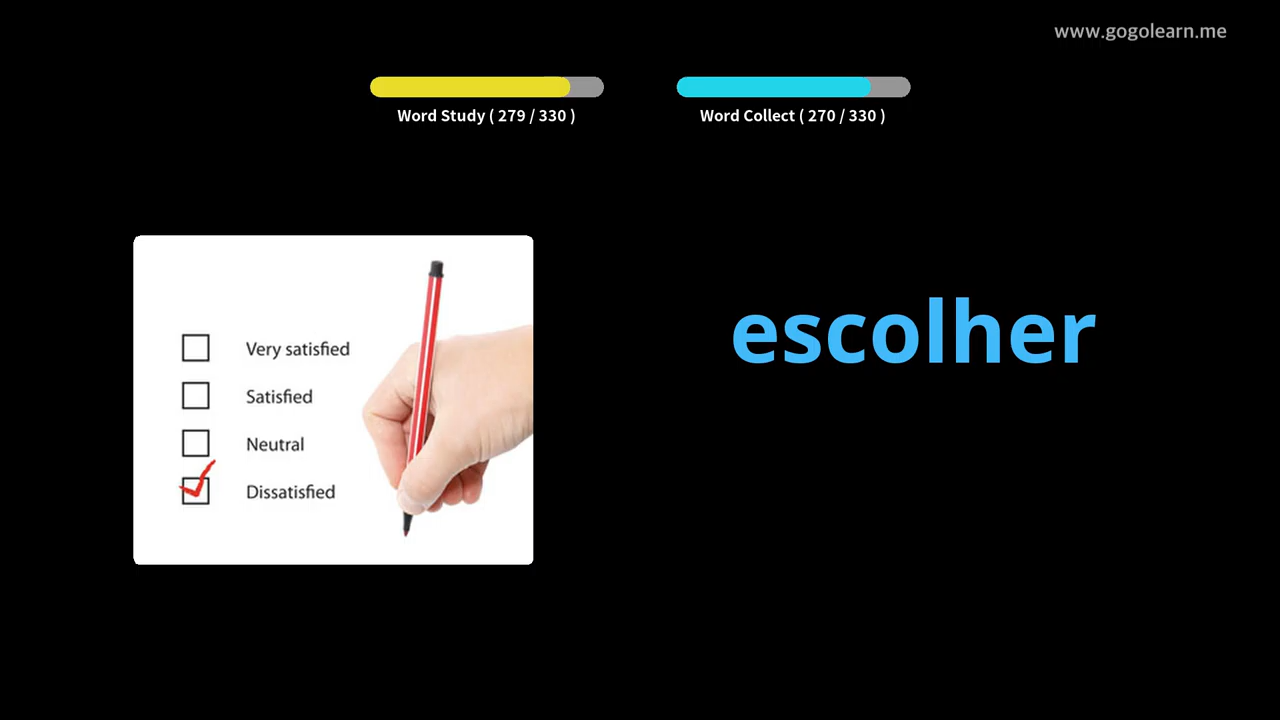 www.gogolearn.me
Word Study ( 279 / 330 )
Word Collect ( 270 / 330 )
Very satisfied
Satisfied
Neutral
Dissatisfied
escolher